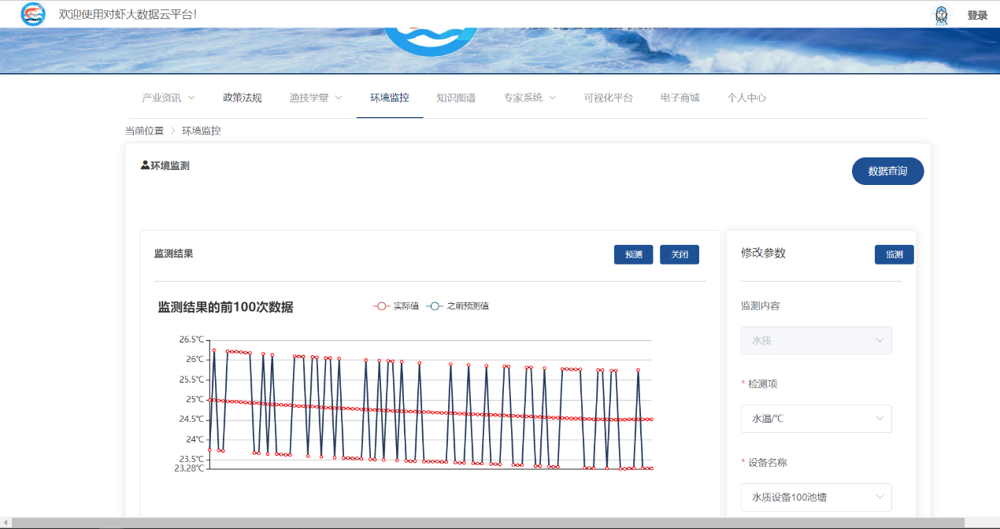 欢迎使用对虾大数据云平台！
登录
产业资讯 政策法规 渔技学堂 环境监控 知识图谱 专家系统 可视化平台 电子商城 个人中心
当前位置 > 环境监控
环境监测
数据查询
监测结果
预测 关闭
监测结果的前100次数据
实际值 之前预测值
26.5℃
26℃
25.5℃
25℃
24.5℃
24℃
23.5℃
23.28℃
修改参数
监测
监测内容
水质
* 检测项
水温/℃
* 设备名称
水质设备100池塘